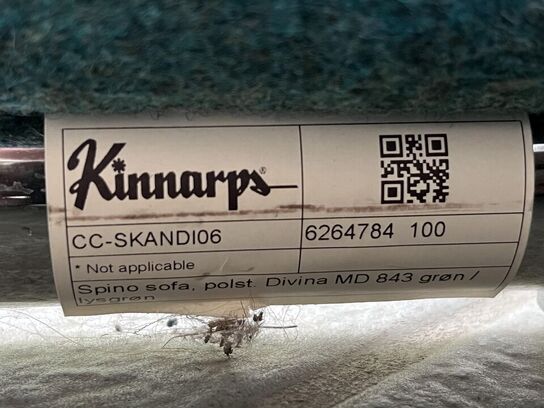 Kinnarps®
CC-SKANDI06 6264784 100
* Not applicable
Spino sofa, polst. Divina MD 843 grøn /
lysgrøn